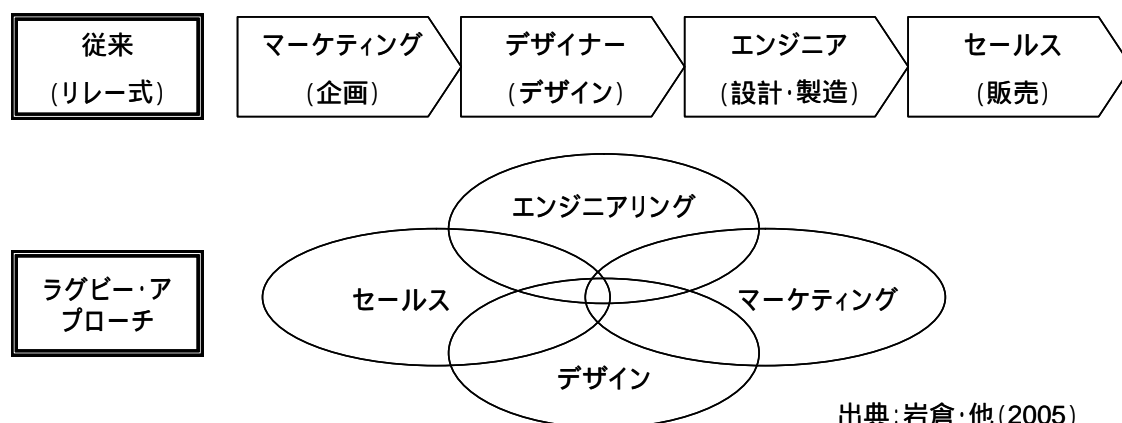 従来
(リレー式)
マーケティング
(企画)
デザイナー
(デザイン)
エンジニア
(設計・製造)
セールス
(販売)
ラグビー・ア
プローチ
エンジニアリング
セールス
マーケティング
デザイン
出典:岩倉・他(2005)